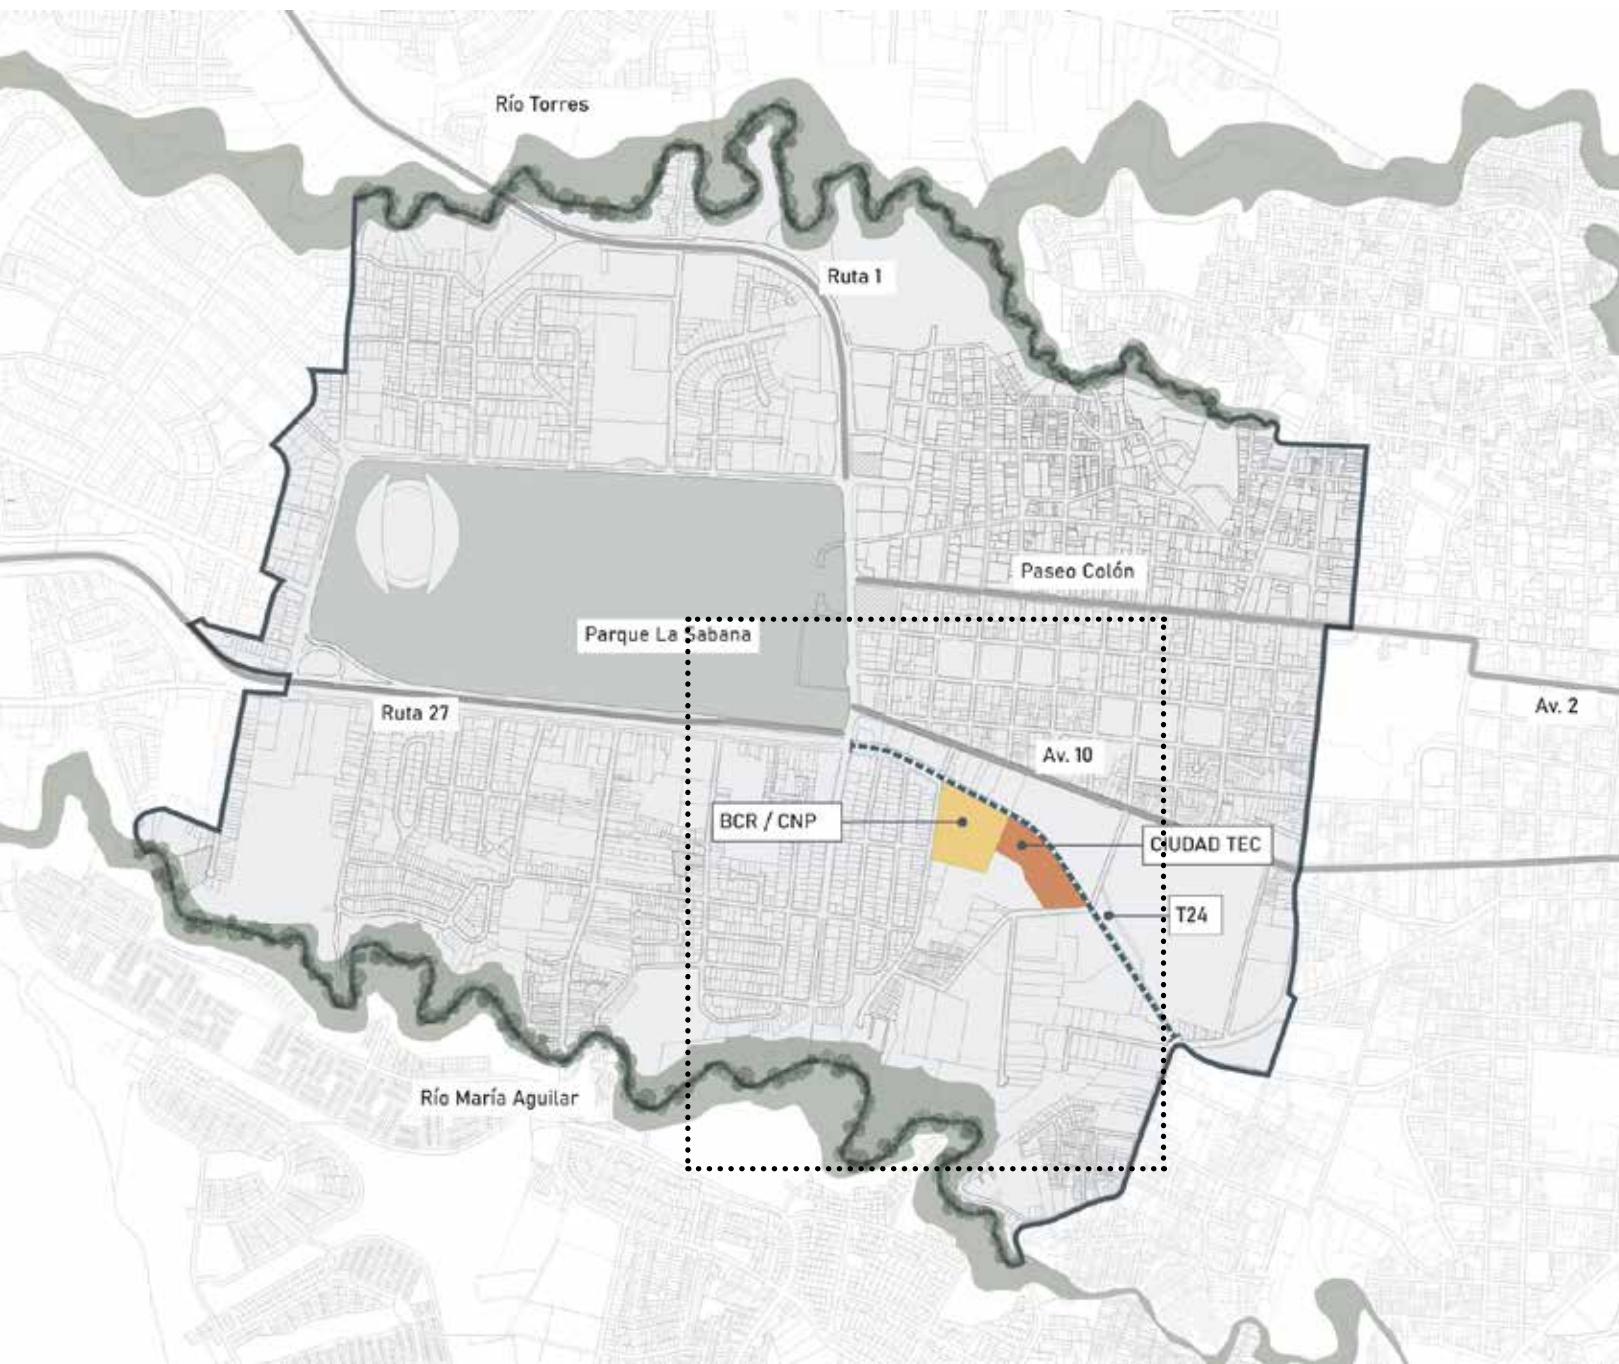 Río Torres
Ruta 1
Paseo Colón
Parque La Sabana
Av. 2
Ruta 27
Av. 10
BCR / CNP
CIUDAD TEC
T24
Río María Aguilar